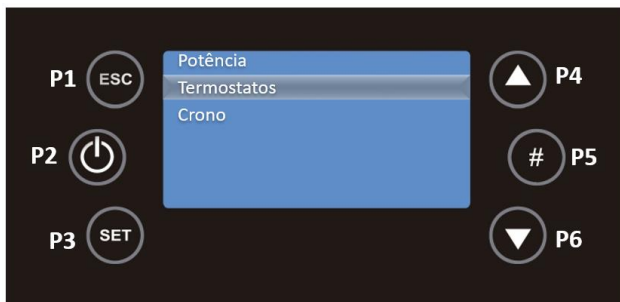 P1 ESC
Potência
Termostatos
Crono
P4
P2
# P5
P3 SET
P6